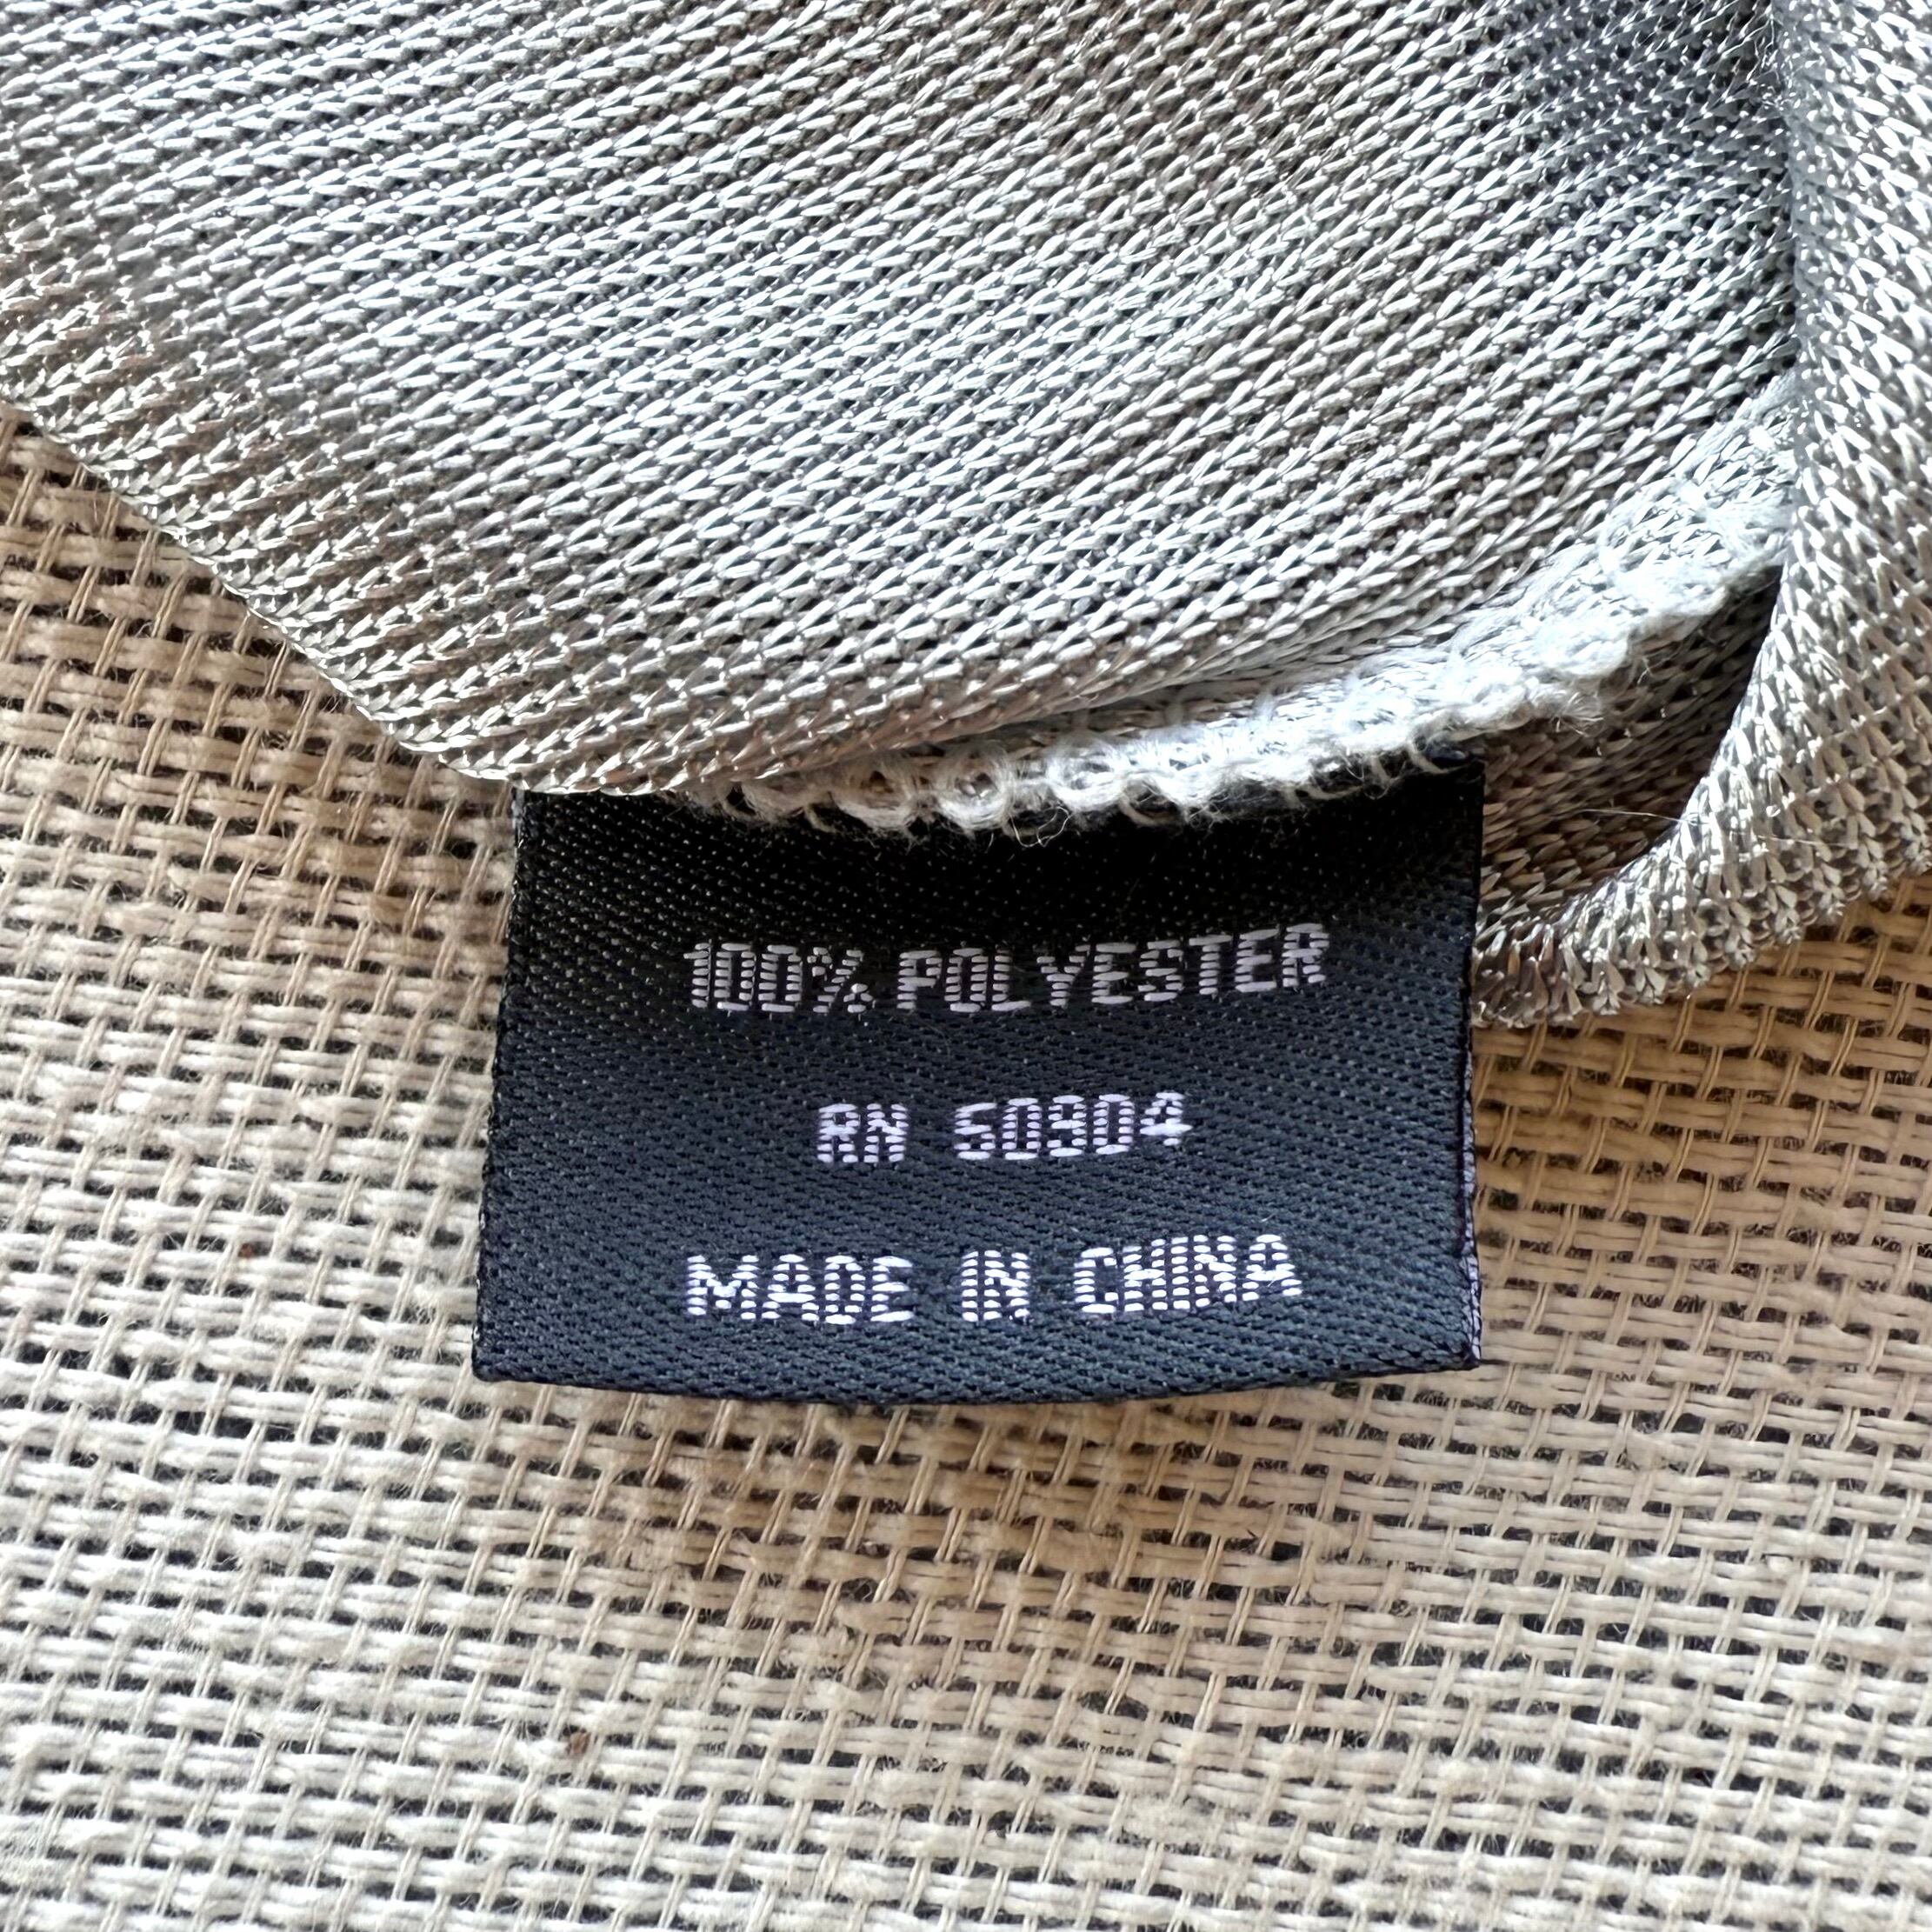 100% POLYESTER
RN 50904
MADE IN CHINA